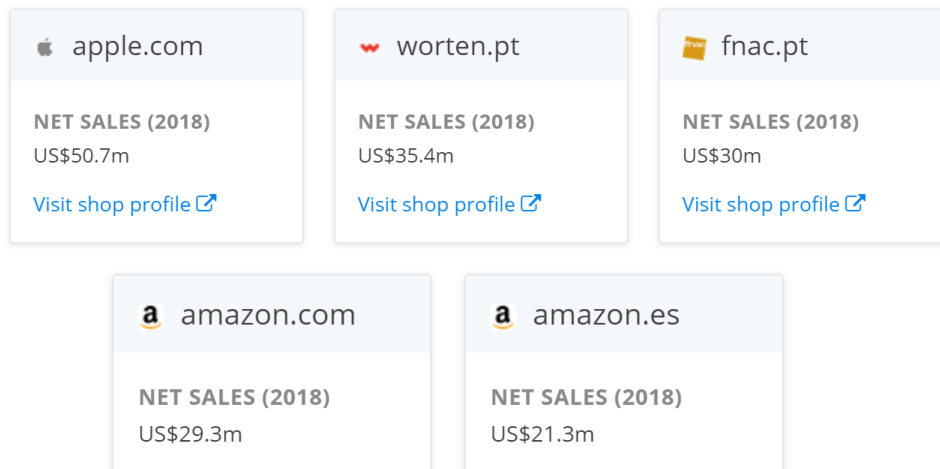 apple.com
NET SALES (2018)
US$50.7m
Visit shop profile
worten.pt
NET SALES (2018)
US$35.4m
Visit shop profile
fnac.pt
NET SALES (2018)
US$30m
Visit shop profile
amazon.com
NET SALES (2018)
US$29.3m
amazon.es
NET SALES (2018)
US$21.3m